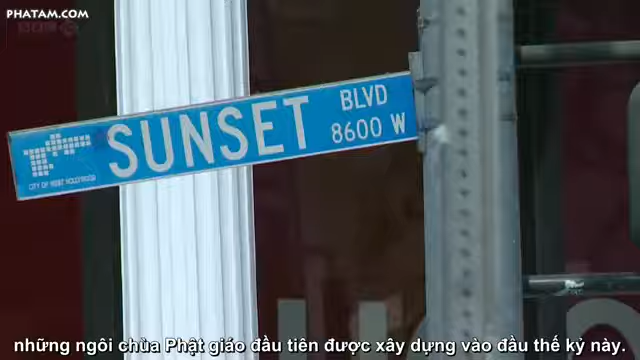 PHATAM.COM
BLVD
SUNSET
8600 W
CITY OF WEST HOLLYWOOD
những ngôi chùa Phật giáo đầu tiên được xây dựng vào đầu thế kỷ này.